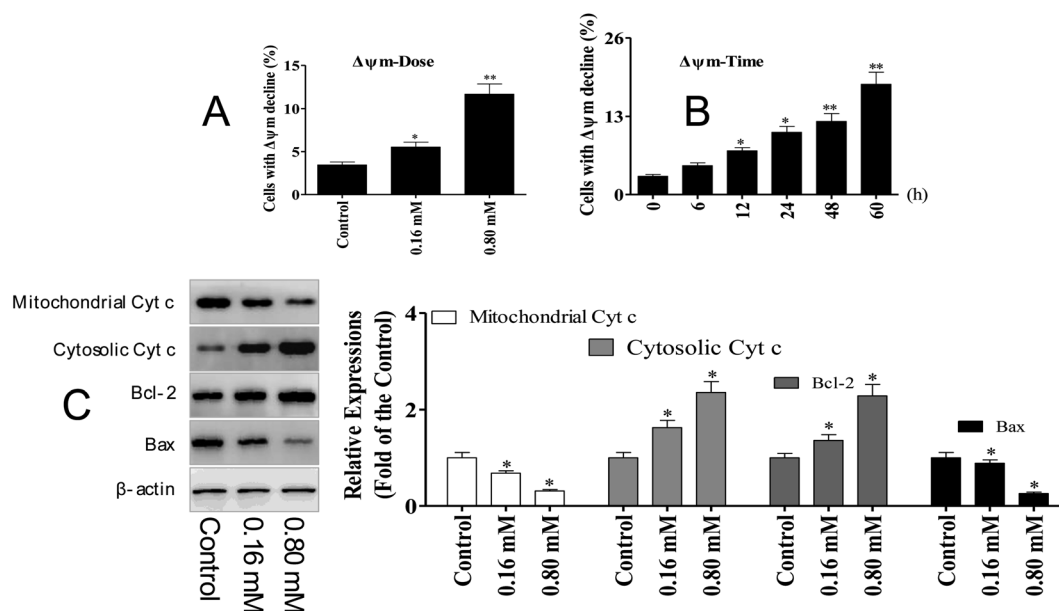 A
Cells with Δψm decline (%)
Δψm-Dose
15
10
5
0
*
**
Control
0.16 mM
0.80 mM
B
Cells with Δψm decline (%)
Δψm-Time
26
13
0
*
*
**
**
0
6
12
24
48
60
(h)
C
Mitochondrial Cyt c
Cytosolic Cyt c
Bcl-2
Bax
β-actin
Control
0.16 mM
0.80 mM
Relative Expressions
(Fold of the Control)
4
2
0
Mitochondrial Cyt c
Cytosolic Cyt c
Bcl-2
Bax
*
*
*
*
*
*
*
*
Control
0.16 mM
0.80 mM
Control
0.16 mM
0.80 mM
Control
0.16 mM
0.80 mM
Control
0.16 mM
0.80 mM